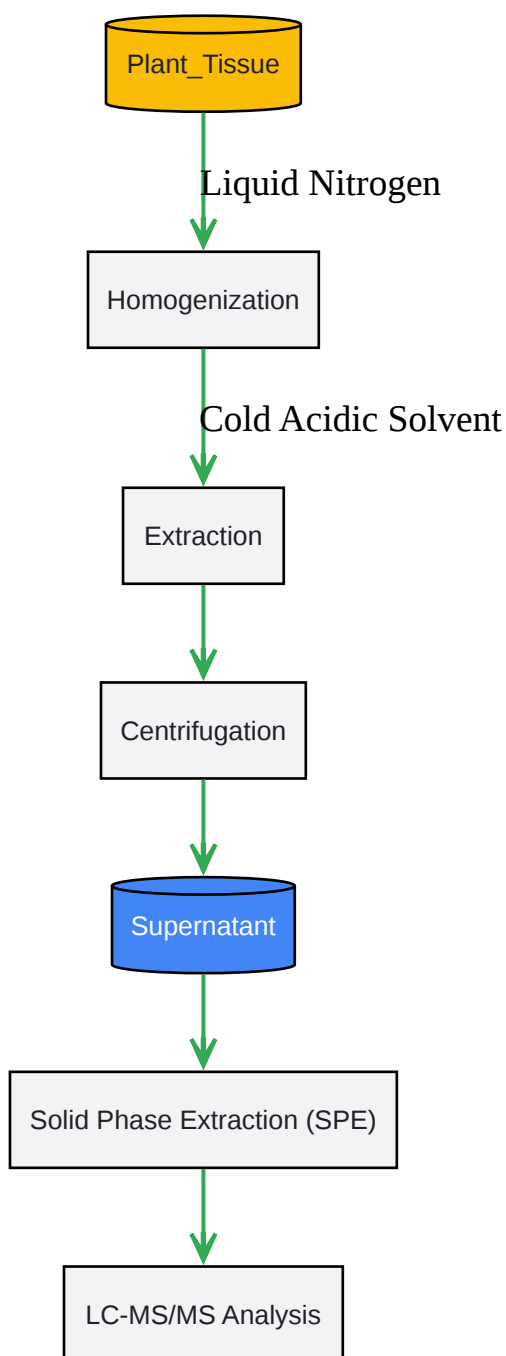 Plant_Tissue
Liquid Nitrogen
Homogenization
Cold Acidic Solvent
Extraction
Centrifugation
Supernatant
Solid Phase Extraction (SPE)
LC-MS/MS Analysis